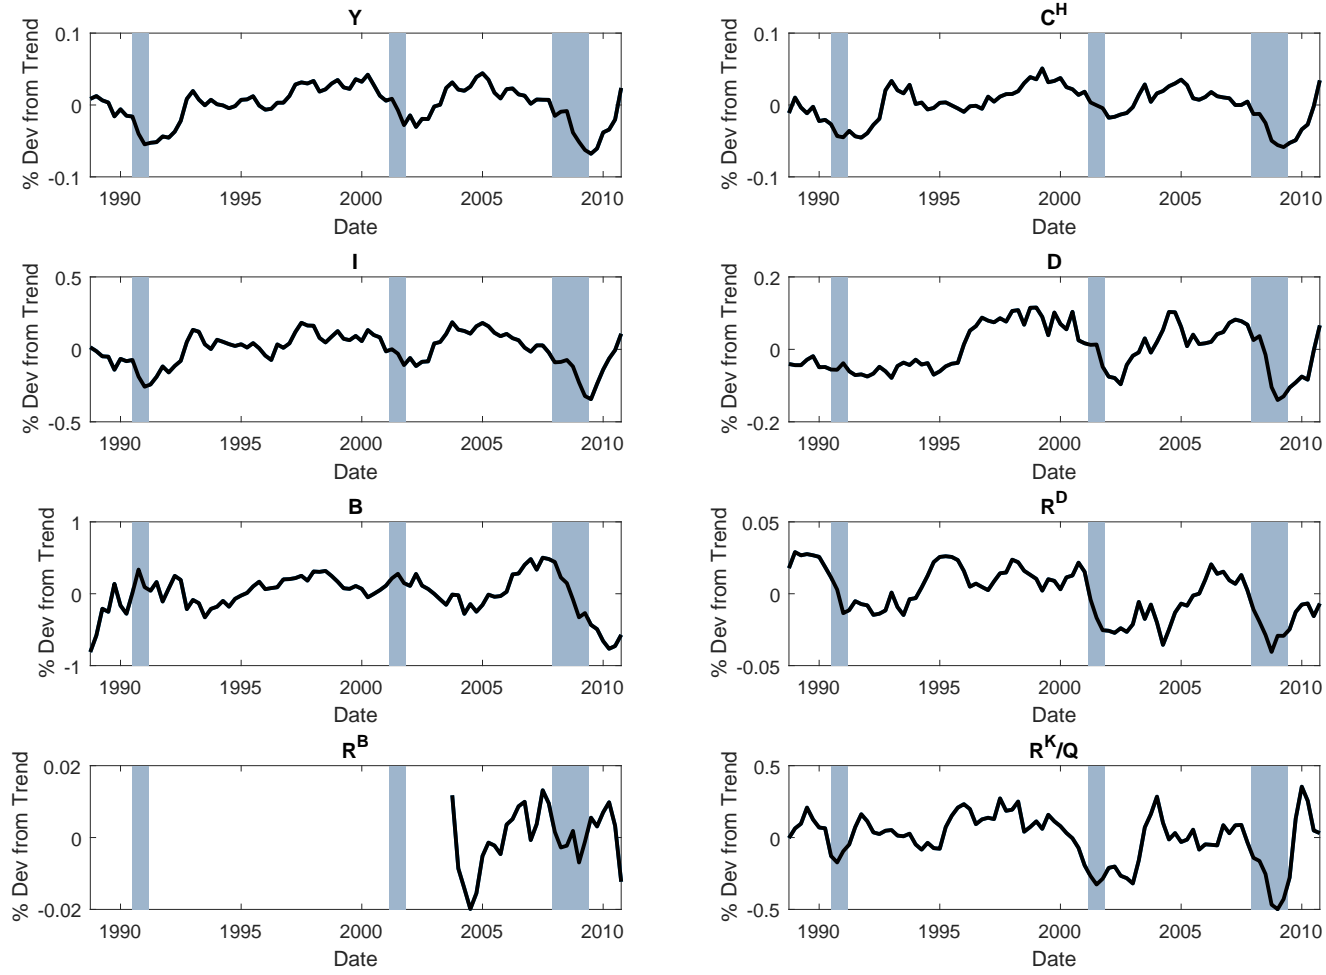 Y
% Dev from Trend
0.1
0
-0.1
1990 1995 2000 2005 2010
Date
C^H
% Dev from Trend
0.1
0
-0.1
1990 1995 2000 2005 2010
Date
I
% Dev from Trend
0.5
0
-0.5
1990 1995 2000 2005 2010
Date
D
% Dev from Trend
0.2
0
-0.2
1990 1995 2000 2005 2010
Date
B
% Dev from Trend
1
0
-1
1990 1995 2000 2005 2010
Date
R^D
% Dev from Trend
0.05
0
-0.05
1990 1995 2000 2005 2010
Date
R^B
% Dev from Trend
0.02
0
-0.02
1990 1995 2000 2005 2010
Date
R^K/Q
% Dev from Trend
0.5
0
-0.5
1990 1995 2000 2005 2010
Date